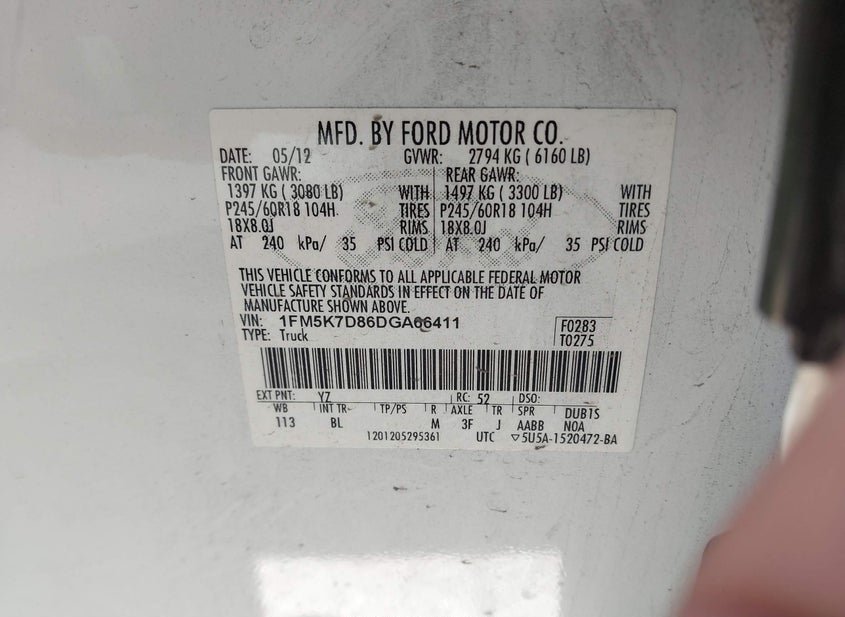 MFD. BY FORD MOTOR CO.
DATE: 05/12 GVWR: 2794 KG ( 6160 LB)
FRONT GAWR: REAR GAWR:
1397 KG ( 3080 LB) WITH 1497 KG ( 3300 LB) WITH
P245/60R18 104H TIRES P245/60R18 104H TIRES
18X8.0J RIMS 18X8.0J RIMS
AT 240 kPa/ 35 PSI COLD AT 240 kPa/ 35 PSI COLD
THIS VEHICLE CONFORMS TO ALL APPLICABLE FEDERAL MOTOR
VEHICLE SAFETY STANDARDS IN EFFECT ON THE DATE OF
MANUFACTURE SHOWN ABOVE.
VIN: 1FM5K7D86DGA66411 F0283
TYPE: Truck T0275
EXT PNT: YZ RC: 52 DSO:
WB INT TR TP/PS R AXLE TR SPR DUB1S
113 BL M 3F J AABB NOA
1201205295361 UTC ▽5U5A-1520472-BA